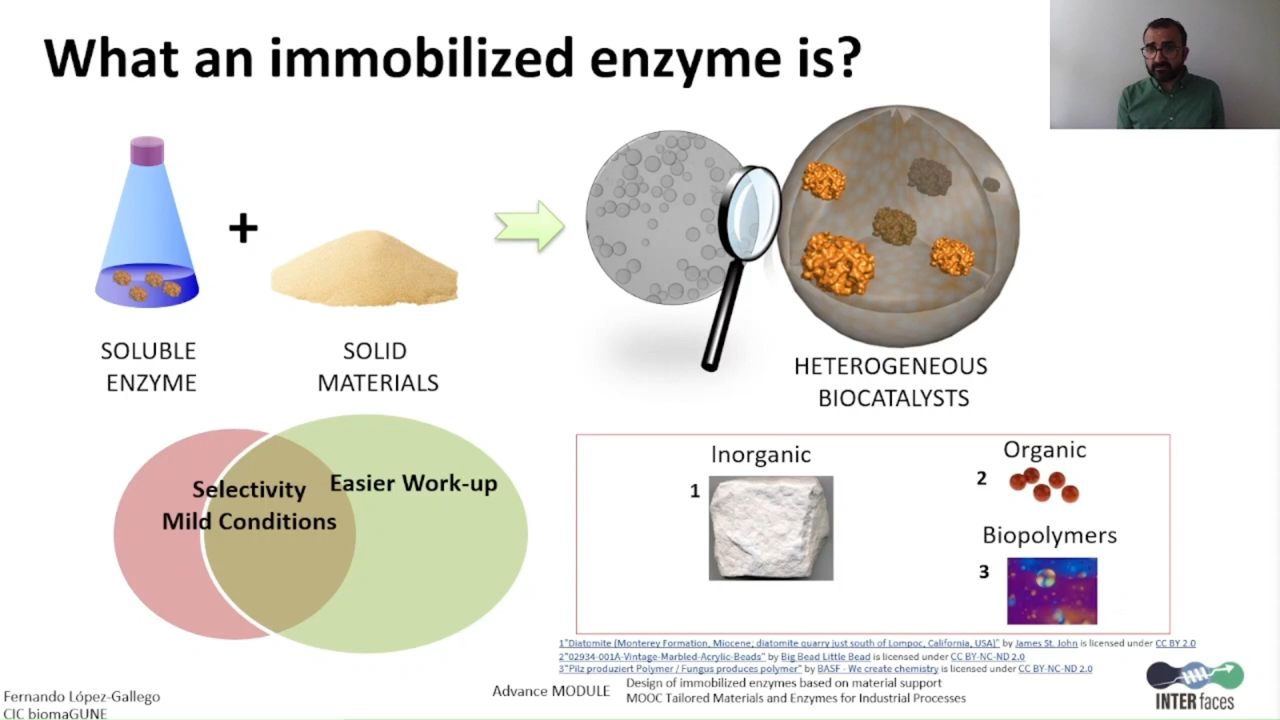 What an immobilized enzyme is?
+
SOLUBLE
ENZYME
SOLID
MATERIALS
HETEROGENEOUS
BIOCATALYSTS
Selectivity
Mild Conditions
Easier Work-up
Inorganic
1
Organic
2
Biopolymers
3
1"Diatomite (Monterey Formation, Miocene; diatomite quarry just south of Lompoc, California, USA)" by James St. John is licensed under CC BY 2.0
2"02934-001A-Vintage-Marbled-Acrylic-Beads" by Big Bead Little Bead is licensed under CC BY-NC-ND 2.0
3"Pilz produziert Polymer / Fungus produces polymer" by BASF - We create chemistry is licensed under CC BY-NC-ND 2.0
Fernando López-Gallego
CIC biomaGUNE
Advance MODULE
Design of immobilized enzymes based on material support
MOOC Tailored Materials and Enzymes for Industrial Processes
INTERfaces